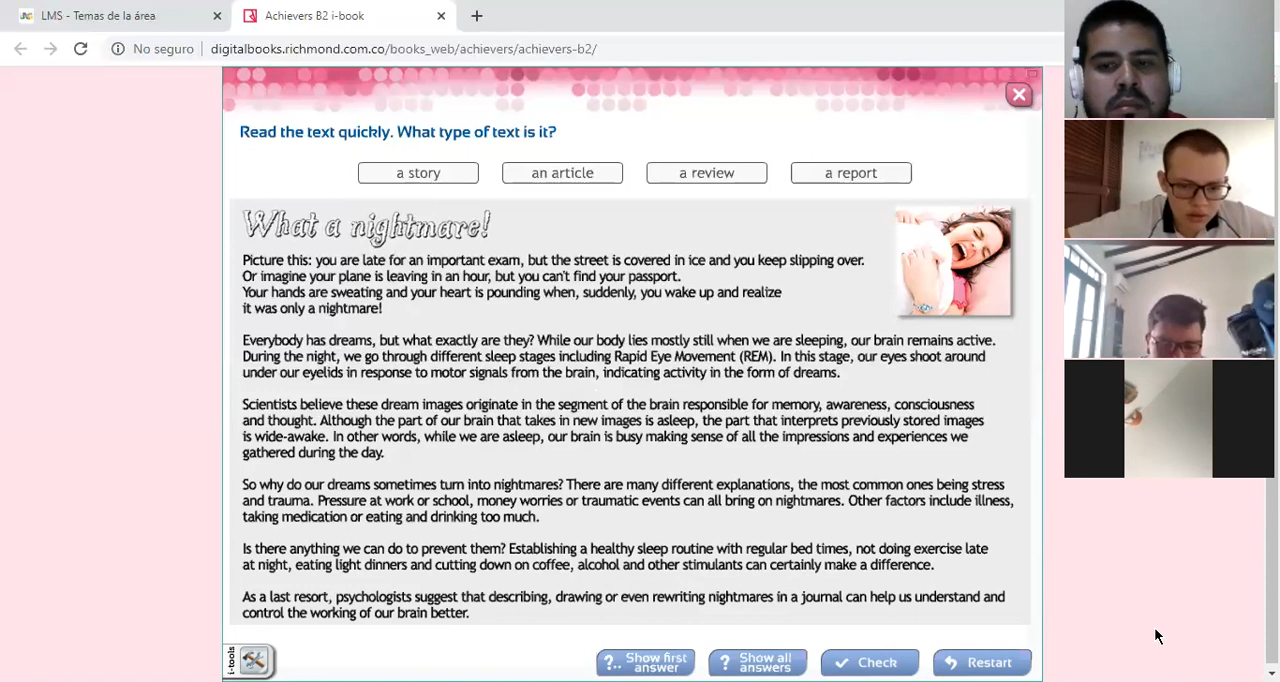 LMS - Temas de la área
Achievers B2 i-book
No seguro
digitalbooks.richmond.com.co/books_web/achievers/achievers-b2/
Read the text quickly. What type of text is it?
a story
an article
a review
a report
What a nightmare!
Picture this: you are late for an important exam, but the street is covered in ice and you keep slipping over.
Or imagine your plane is leaving in an hour, but you can't find your passport.
Your hands are sweating and your heart is pounding when, suddenly, you wake up and realize
it was only a nightmare!
Everybody has dreams, but what exactly are they? While our body lies mostly still when we are sleeping, our brain remains active.
During the night, we go through different sleep stages including Rapid Eye Movement (REM). In this stage, our eyes shoot around
under our eyelids in response to motor signals from the brain, indicating activity in the form of dreams.
Scientists believe these dream images originate in the segment of the brain responsible for memory, awareness, consciousness
and thought. Although the part of our brain that takes in new images is asleep, the part that interprets previously stored images
is wide-awake. In other words, while we are asleep, our brain is busy making sense of all the impressions and experiences we
gathered during the day.
So why do our dreams sometimes turn into nightmares? There are many different explanations, the most common ones being stress
and trauma. Pressure at work or school, money worries or traumatic events can all bring on nightmares. Other factors include illness,
taking medication or eating and drinking too much.
Is there anything we can do to prevent them? Establishing a healthy sleep routine with regular bed times, not doing exercise late
at night, eating light dinners and cutting down on coffee, alcohol and other stimulants can certainly make a difference.
As a last resort, psychologists suggest that describing, drawing or even rewriting nightmares in a journal can help us understand and
control the working of our brain better.
i-tools
?.. Show first
answer
? Show all
answers
Check
Restart